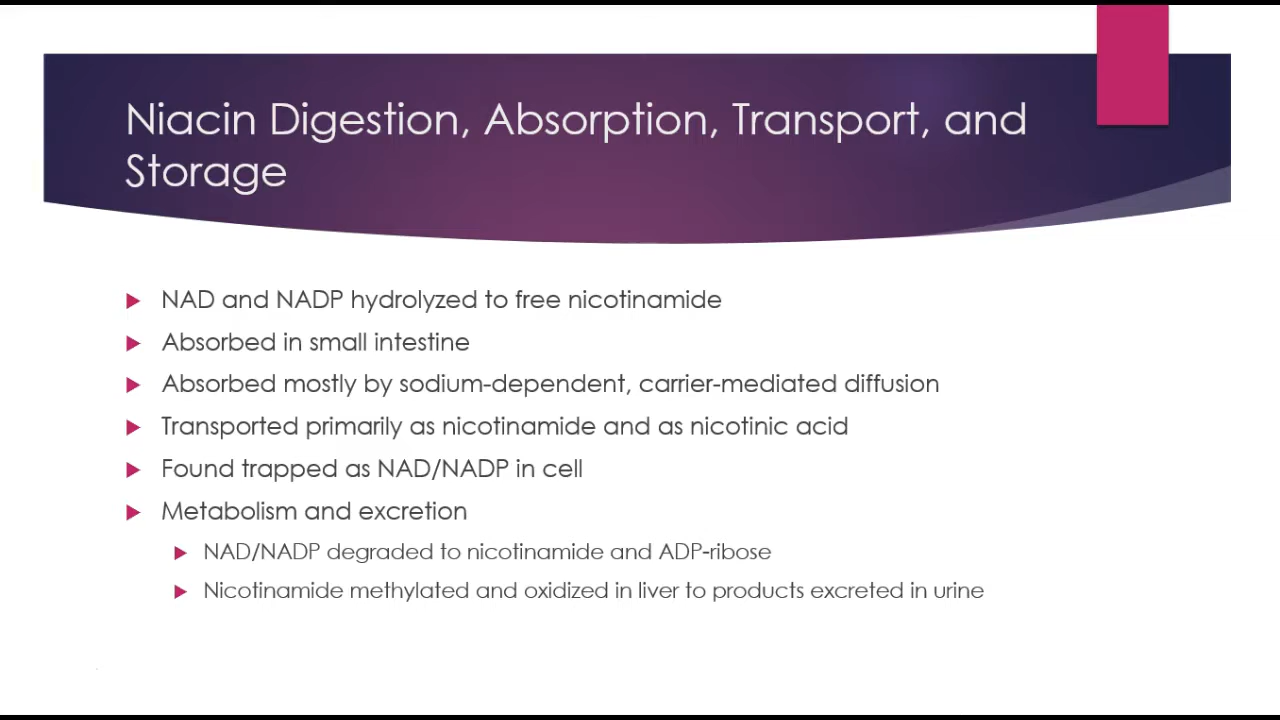 Niacin Digestion, Absorption, Transport, and
Storage
NAD and NADP hydrolyzed to free nicotinamide
Absorbed in small intestine
Absorbed mostly by sodium-dependent, carrier-mediated diffusion
Transported primarily as nicotinamide and as nicotinic acid
Found trapped as NAD/NADP in cell
Metabolism and excretion
NAD/NADP degraded to nicotinamide and ADP-ribose
Nicotinamide methylated and oxidized in liver to products excreted in urine